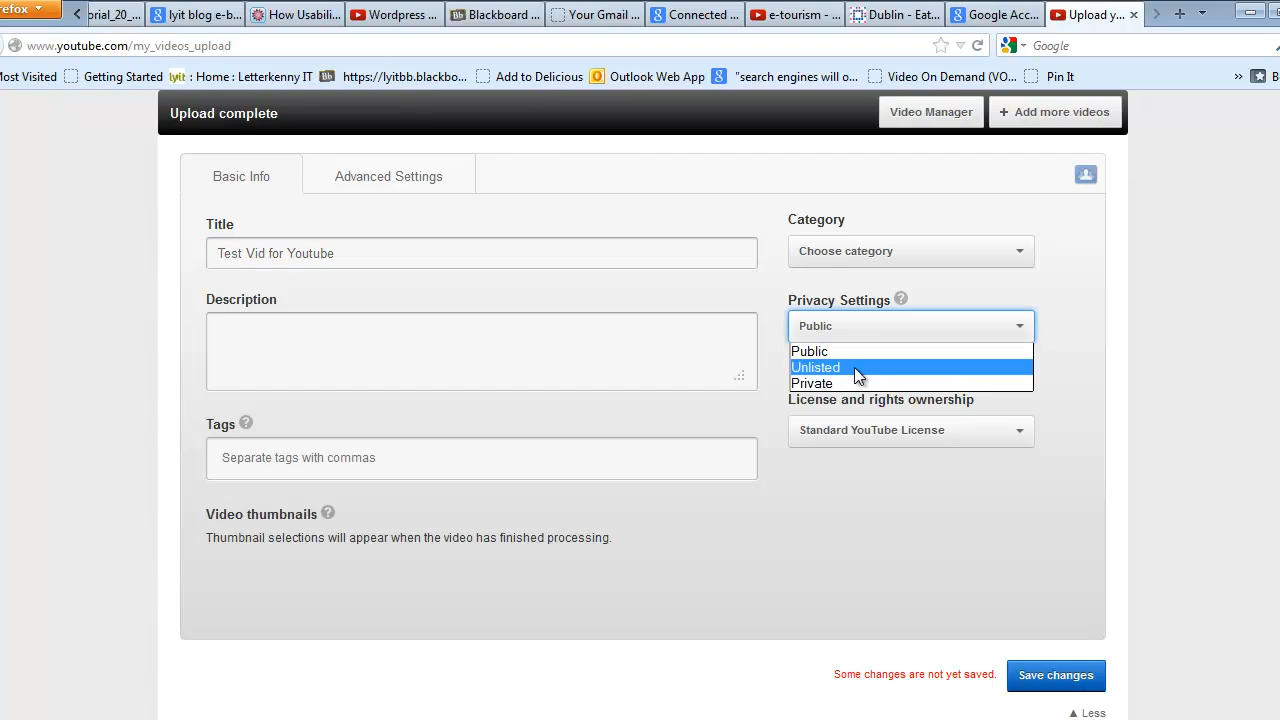 refox
orial_20_...
lyit blog e-b...
How Usabili...
Wordpress ...
Blackboard ...
Your Gmail ...
Connected ...
e-tourism - ...
Dublin - Eat...
Google Acc...
Upload y...
www.youtube.com/my_videos_upload
Google
Most Visited
Getting Started
lyit : Home : Letterkenny IT
https://lyitbb.blackbo...
Add to Delicious
Outlook Web App
"search engines will o...
Video On Demand (VO...
Pin It
» B
Upload complete
Video Manager
+ Add more videos
Basic Info
Advanced Settings
Title
Test Vid for Youtube
Description
Tags ?
Separate tags with commas
Video thumbnails ?
Thumbnail selections will appear when the video has finished processing.
Category
Choose category
Privacy Settings ?
Public
Public
Unlisted
Private
License and rights ownership
Standard YouTube License
Some changes are not yet saved.
Save changes
▲ Less